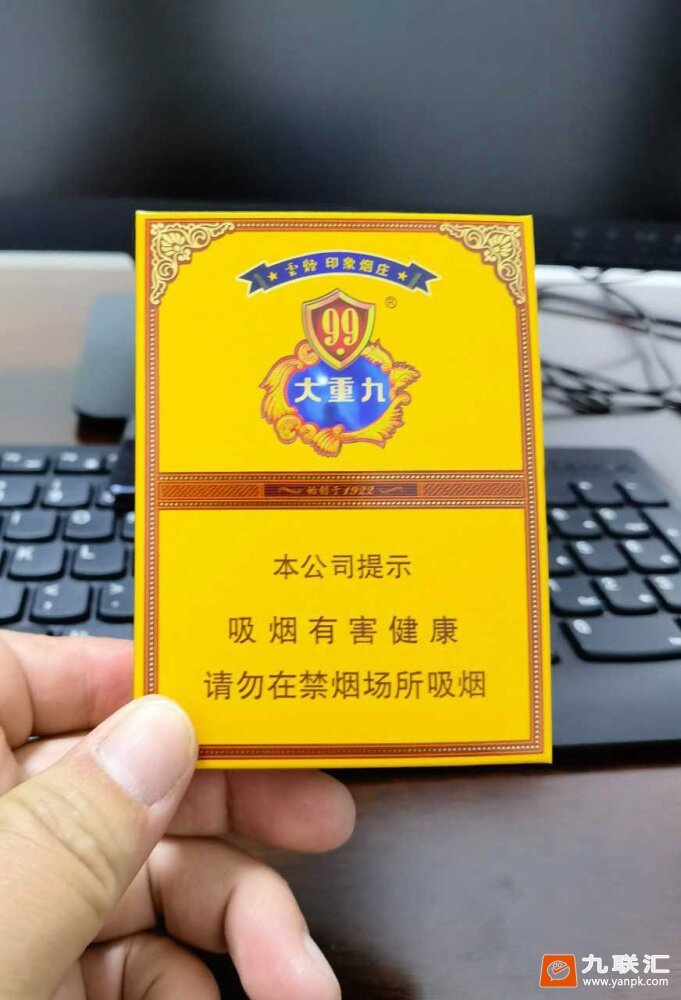 云烟 印象烟庄
®
99
大重九
始创于1922
本公司提示
吸烟有害健康
请勿在禁烟场所吸烟
九联汇
www.yanpk.com